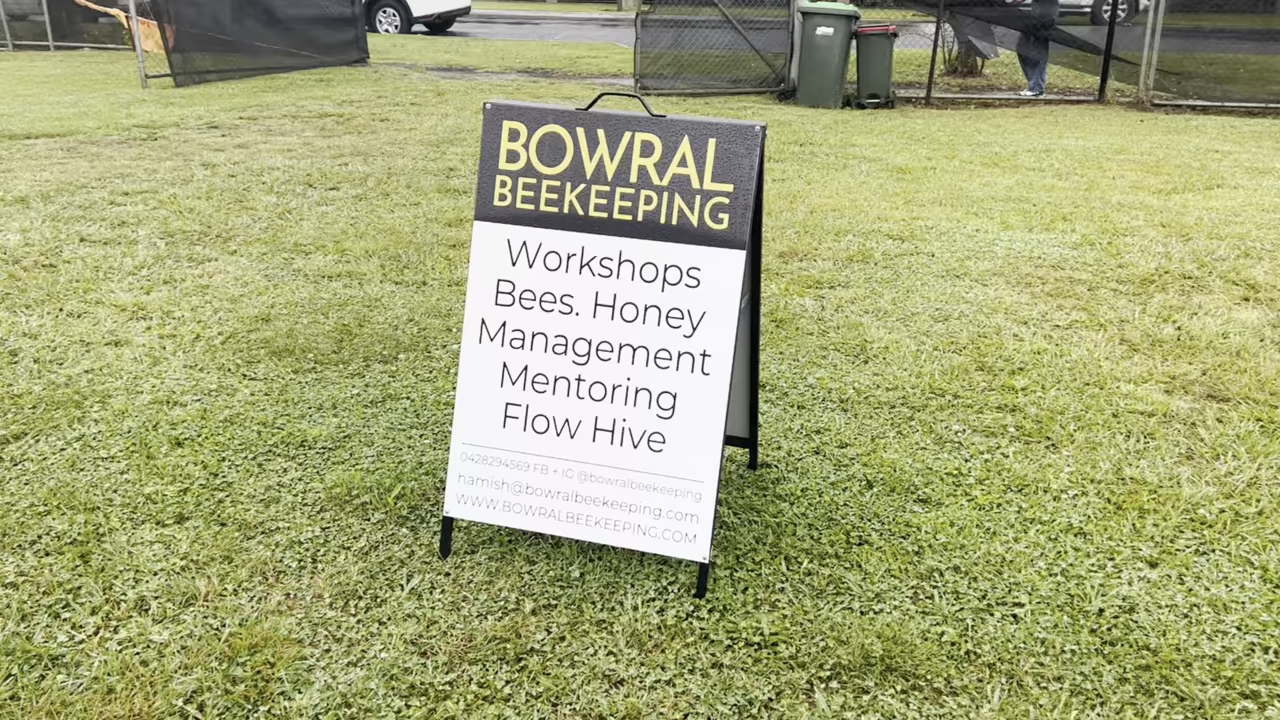 BOWRAL
BEEKEEPING
Workshops
Bees. Honey
Management
Mentoring
Flow Hive
0428294569 FB + IG @bowralbeekeeping
hamish@bowralbeekeeping.com
WWW.BOWRALBEEKEEPING.COM